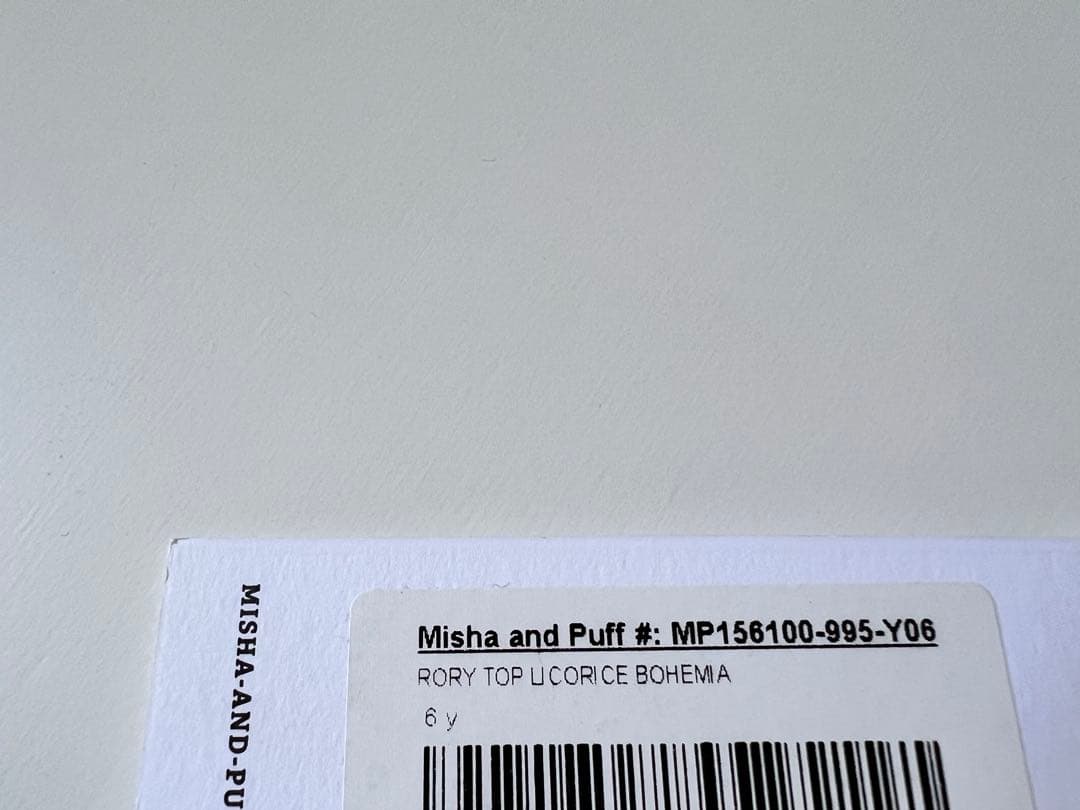 MISHA-AND-PU
Misha and Puff #: MP156100-995-Y06
RORY TOP LICORICE BOHEMIA
6 y